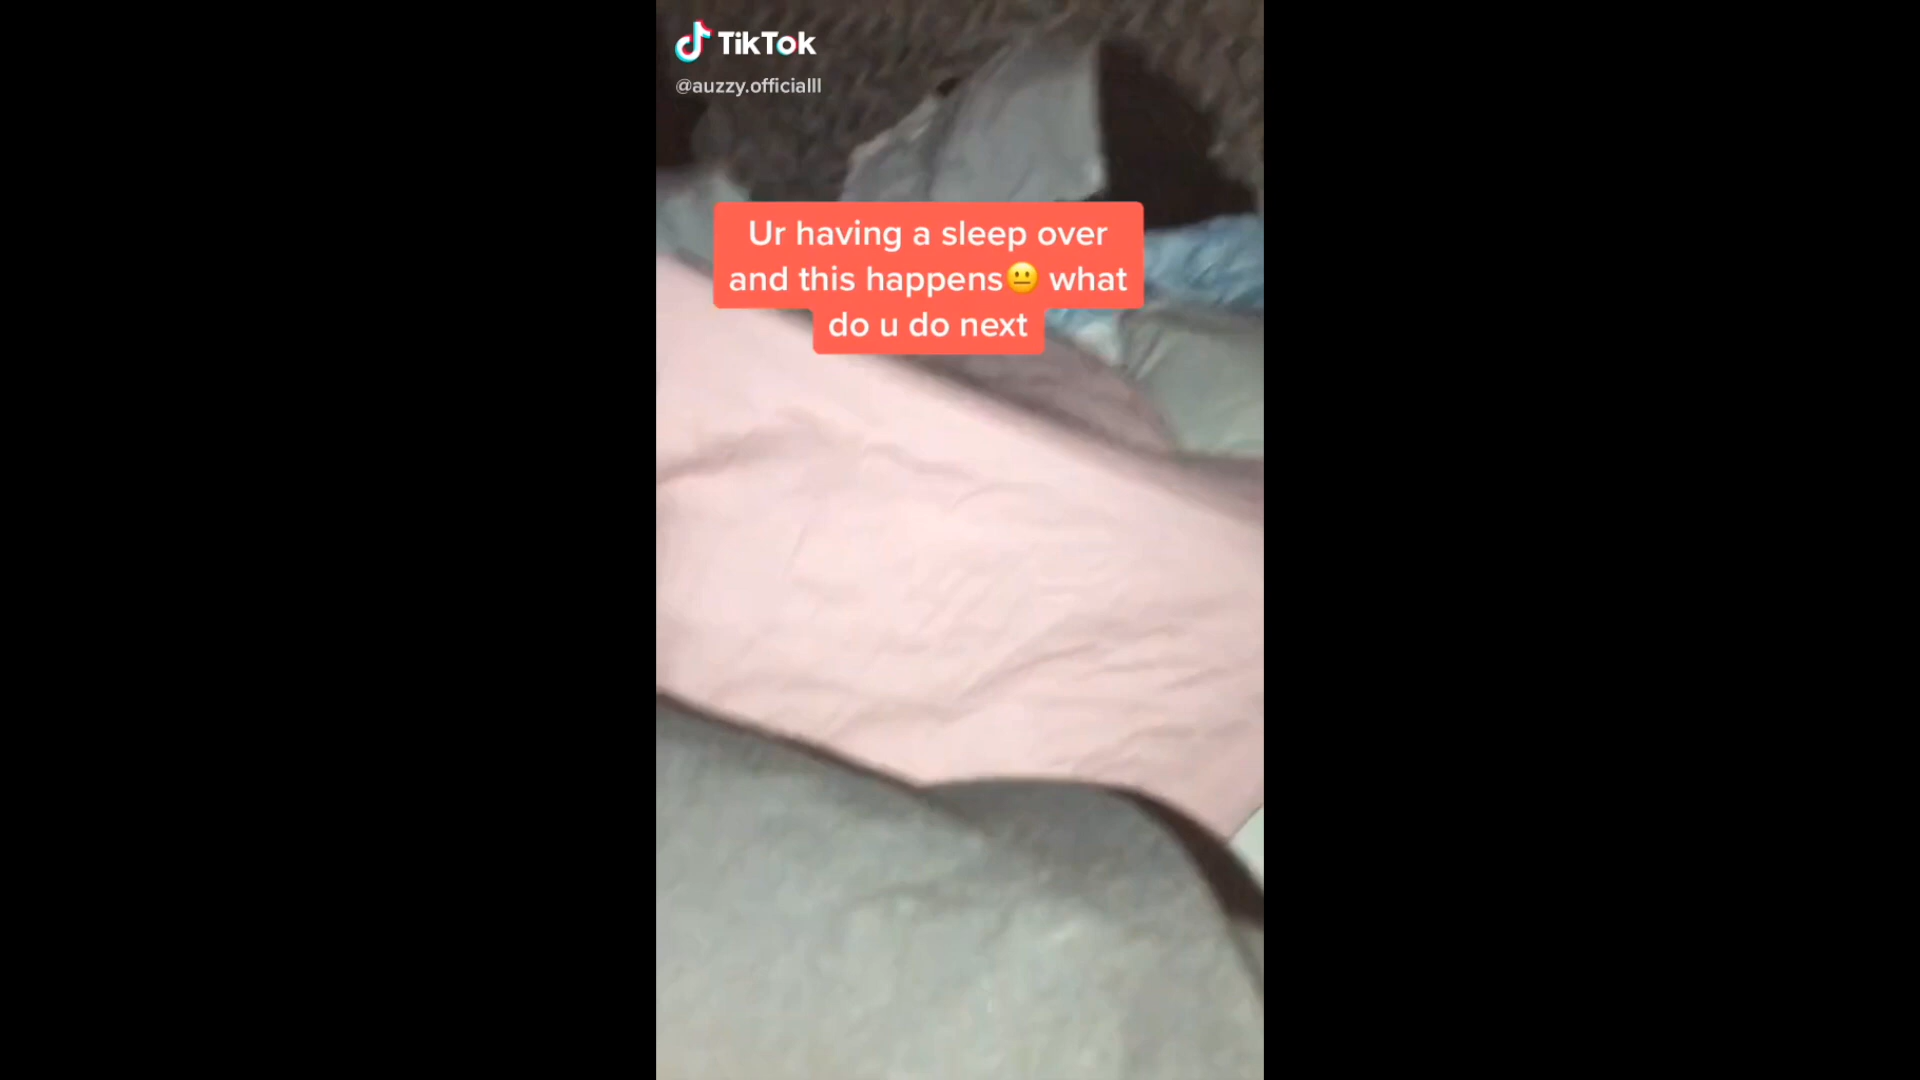 TikTok
@auzzy.officialll
Ur having a sleep over
and this happens😐 what
do u do next